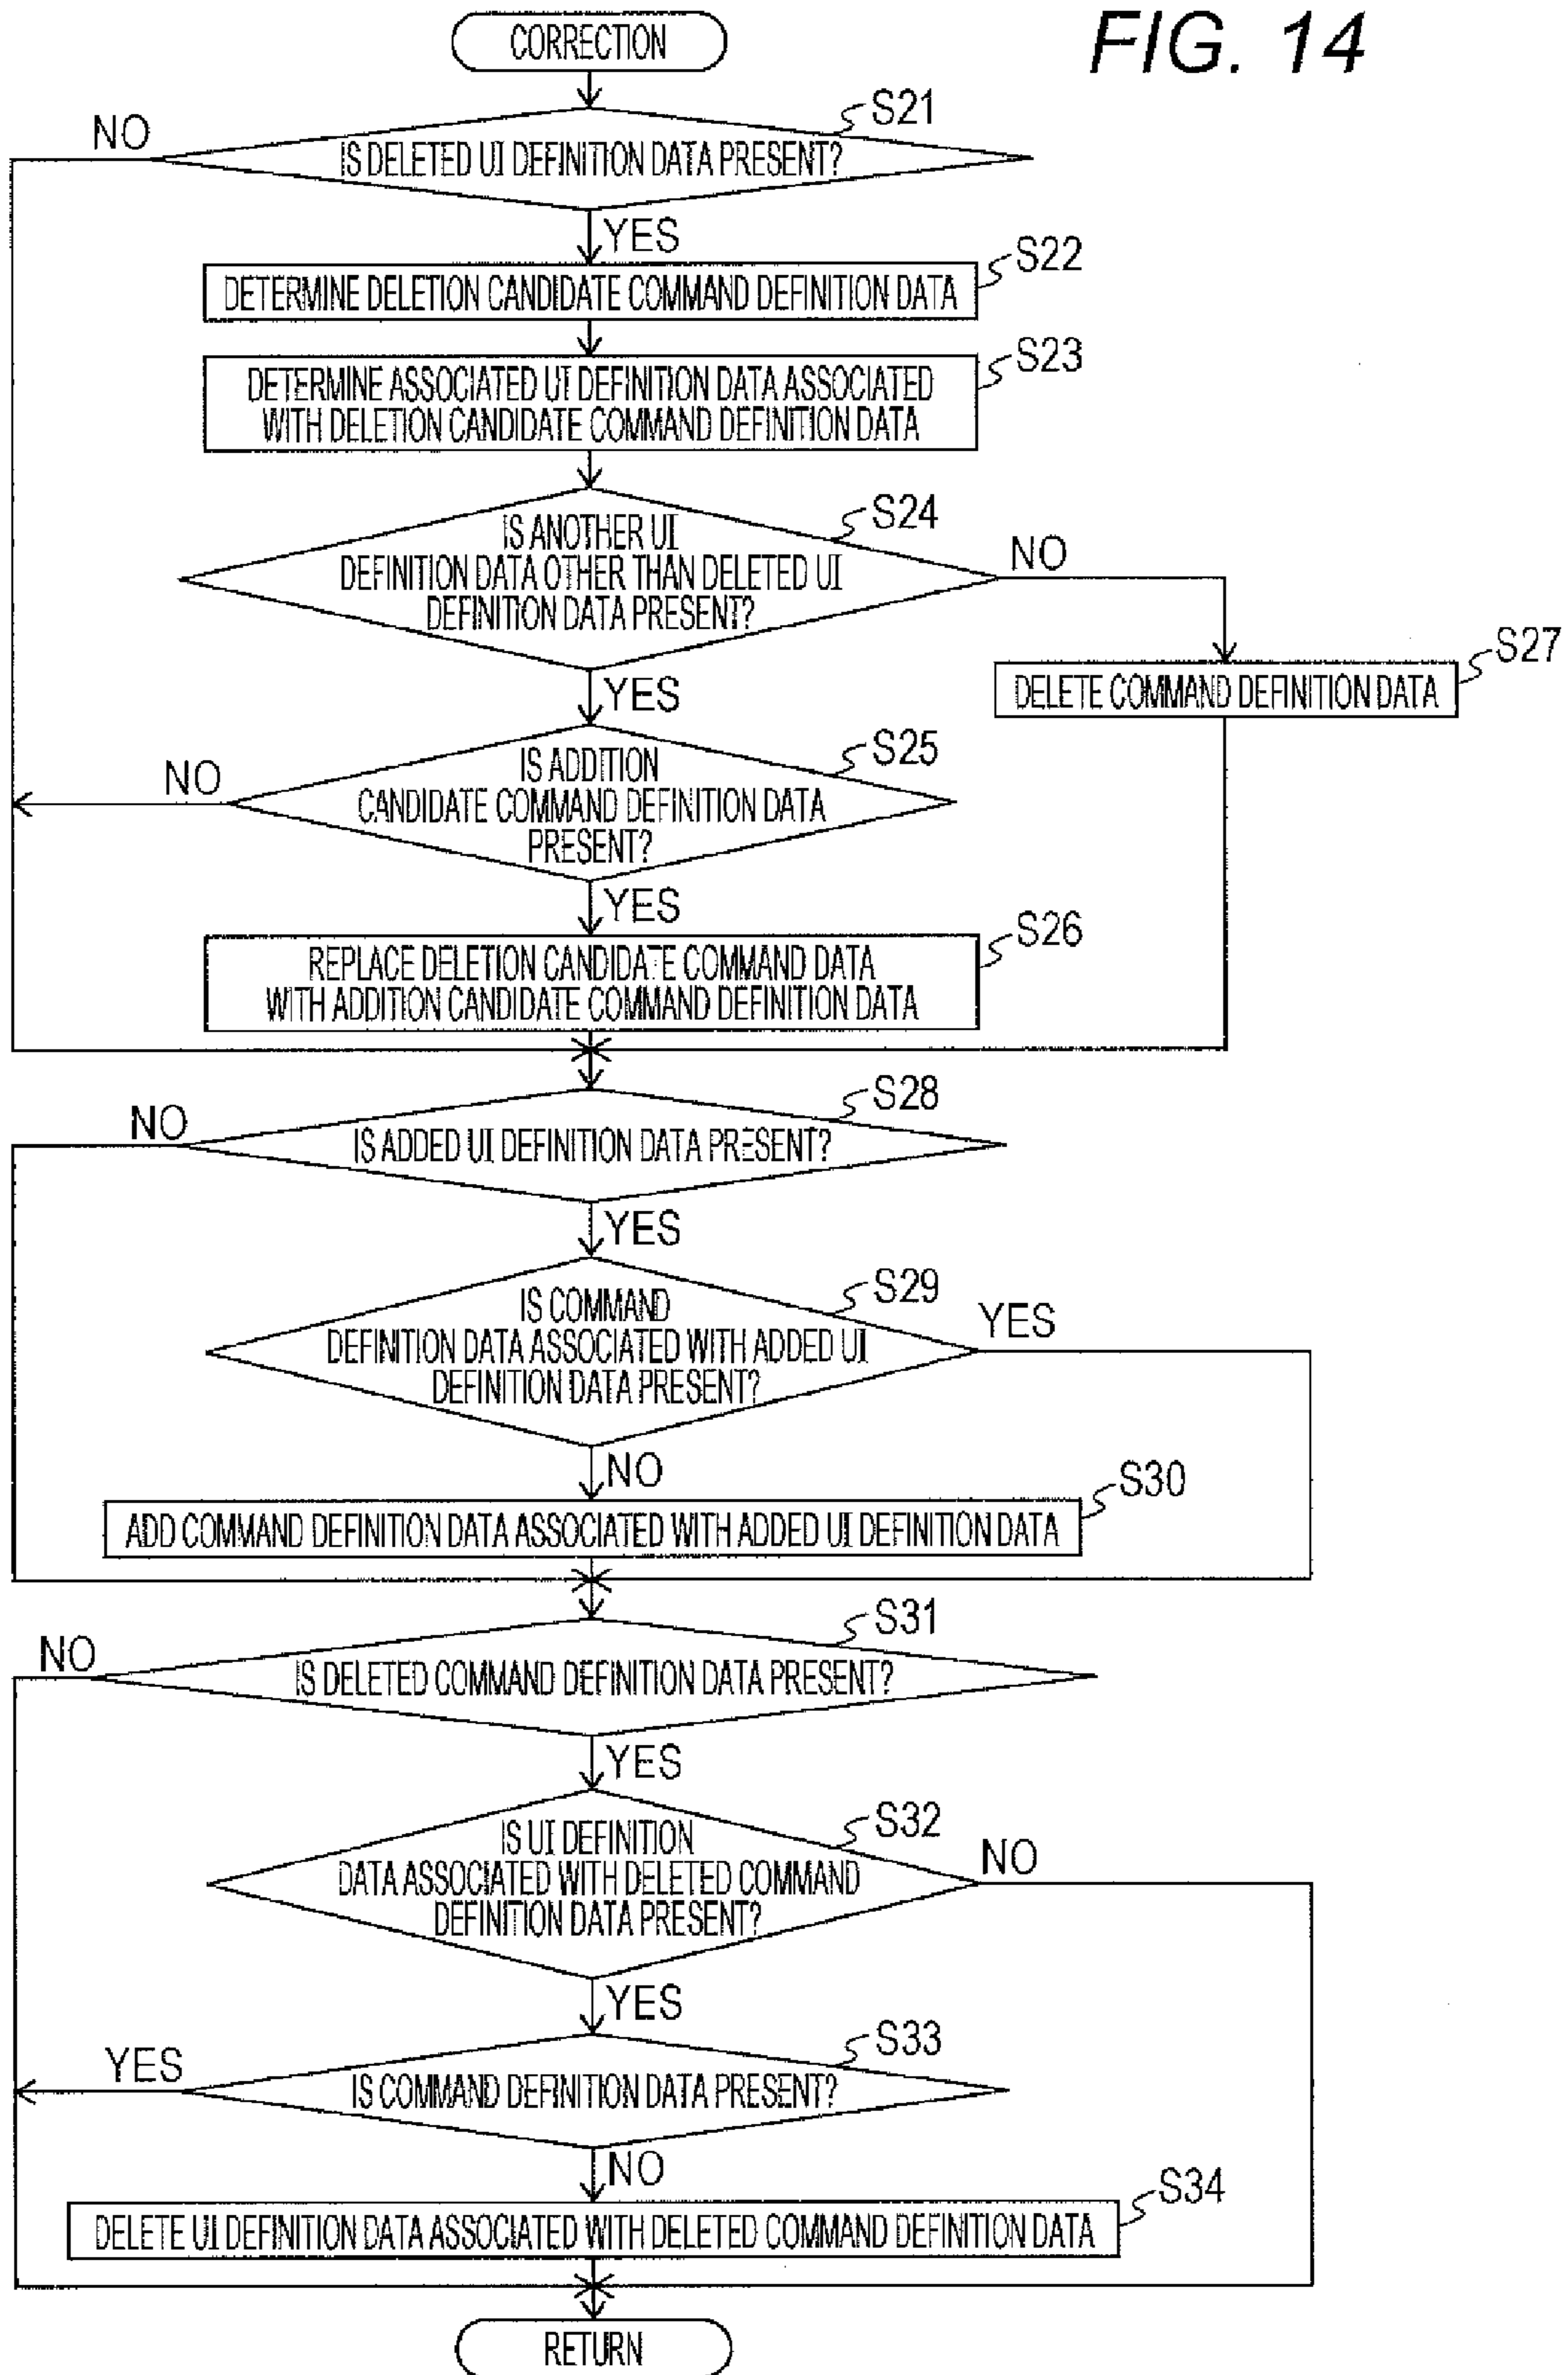 FIG. 14
CORRECTION
S21
NO
IS DELETED UI DEFINITION DATA PRESENT?
YES
S22
DETERMINE DELETION CANDIDATE COMMAND DEFINITION DATA
S23
DETERMINE ASSOCIATED UI DEFINITION DATA ASSOCIATED
WITH DELETION CANDIDATE COMMAND DEFINITION DATA
S24
IS ANOTHER UI
DEFINITION DATA OTHER THAN DELETED UI
DEFINITION DATA PRESENT?
NO
YES
S27
DELETE COMMAND DEFINITION DATA
S25
NO
IS ADDITION
CANDIDATE COMMAND DEFINITION DATA
PRESENT?
YES
S26
REPLACE DELETION CANDIDATE COMMAND DATA
WITH ADDITION CANDIDATE COMMAND DEFINITION DATA
S28
NO
IS ADDED UI DEFINITION DATA PRESENT?
YES
S29
IS COMMAND
DEFINITION DATA ASSOCIATED WITH ADDED UI
DEFINITION DATA PRESENT?
YES
NO
S30
ADD COMMAND DEFINITION DATA ASSOCIATED WITH ADDED UI DEFINITION DATA
S31
NO
IS DELETED COMMAND DEFINITION DATA PRESENT?
YES
S32
IS UI DEFINITION
DATA ASSOCIATED WITH DELETED COMMAND
DEFINITION DATA PRESENT?
NO
YES
S33
YES
IS COMMAND DEFINITION DATA PRESENT?
NO
S34
DELETE UI DEFINITION DATA ASSOCIATED WITH DELETED COMMAND DEFINITION DATA
RETURN